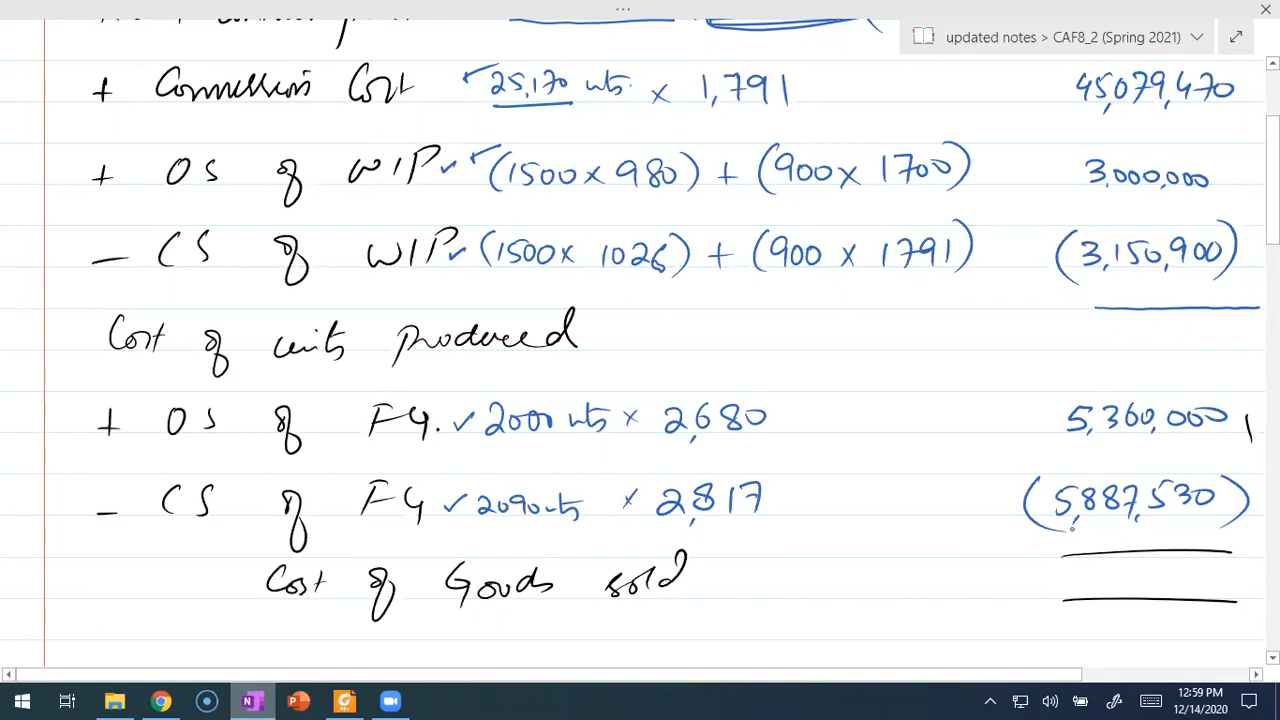 updated notes > CAF8_2 (Spring 2021)
+ Conversion Cost ✓25,170 uts. × 1,791 45,079,470
+ OS of WIP ✓ ✓(1500 × 980) + (900 × 1700) 3,000,000
– CS of WIP ✓ (1500 × 1026) + (900 × 1791) (3,150,900)
Cost of units produced
+ OS of FG. ✓ 2000 uts × 2,680 5,360,000
– CS of FG ✓ 2090 uts × 2,817 (5,887,530)
Cost of Goods sold
12:59 PM
12/14/2020